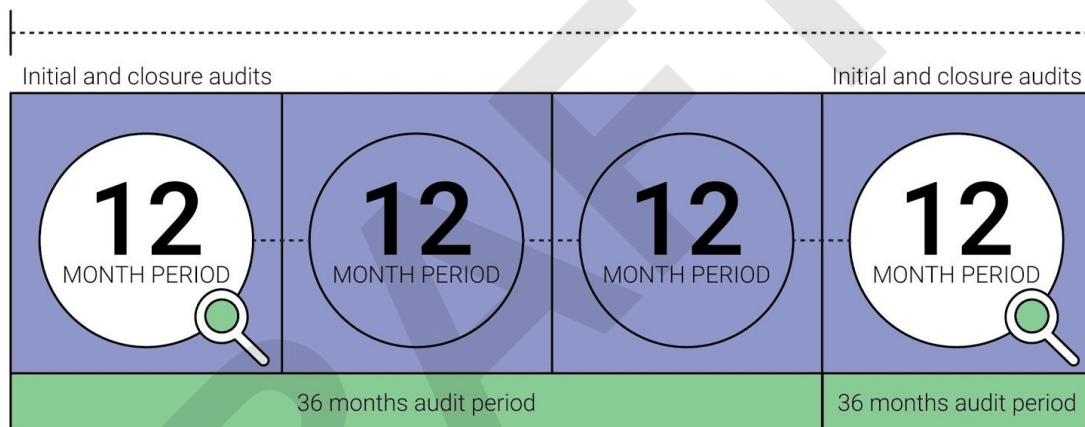 Initial and closure audits
Initial and closure audits
12
MONTH PERIOD
12
MONTH PERIOD
12
MONTH PERIOD
12
MONTH PERIOD
36 months audit period
36 months audit period